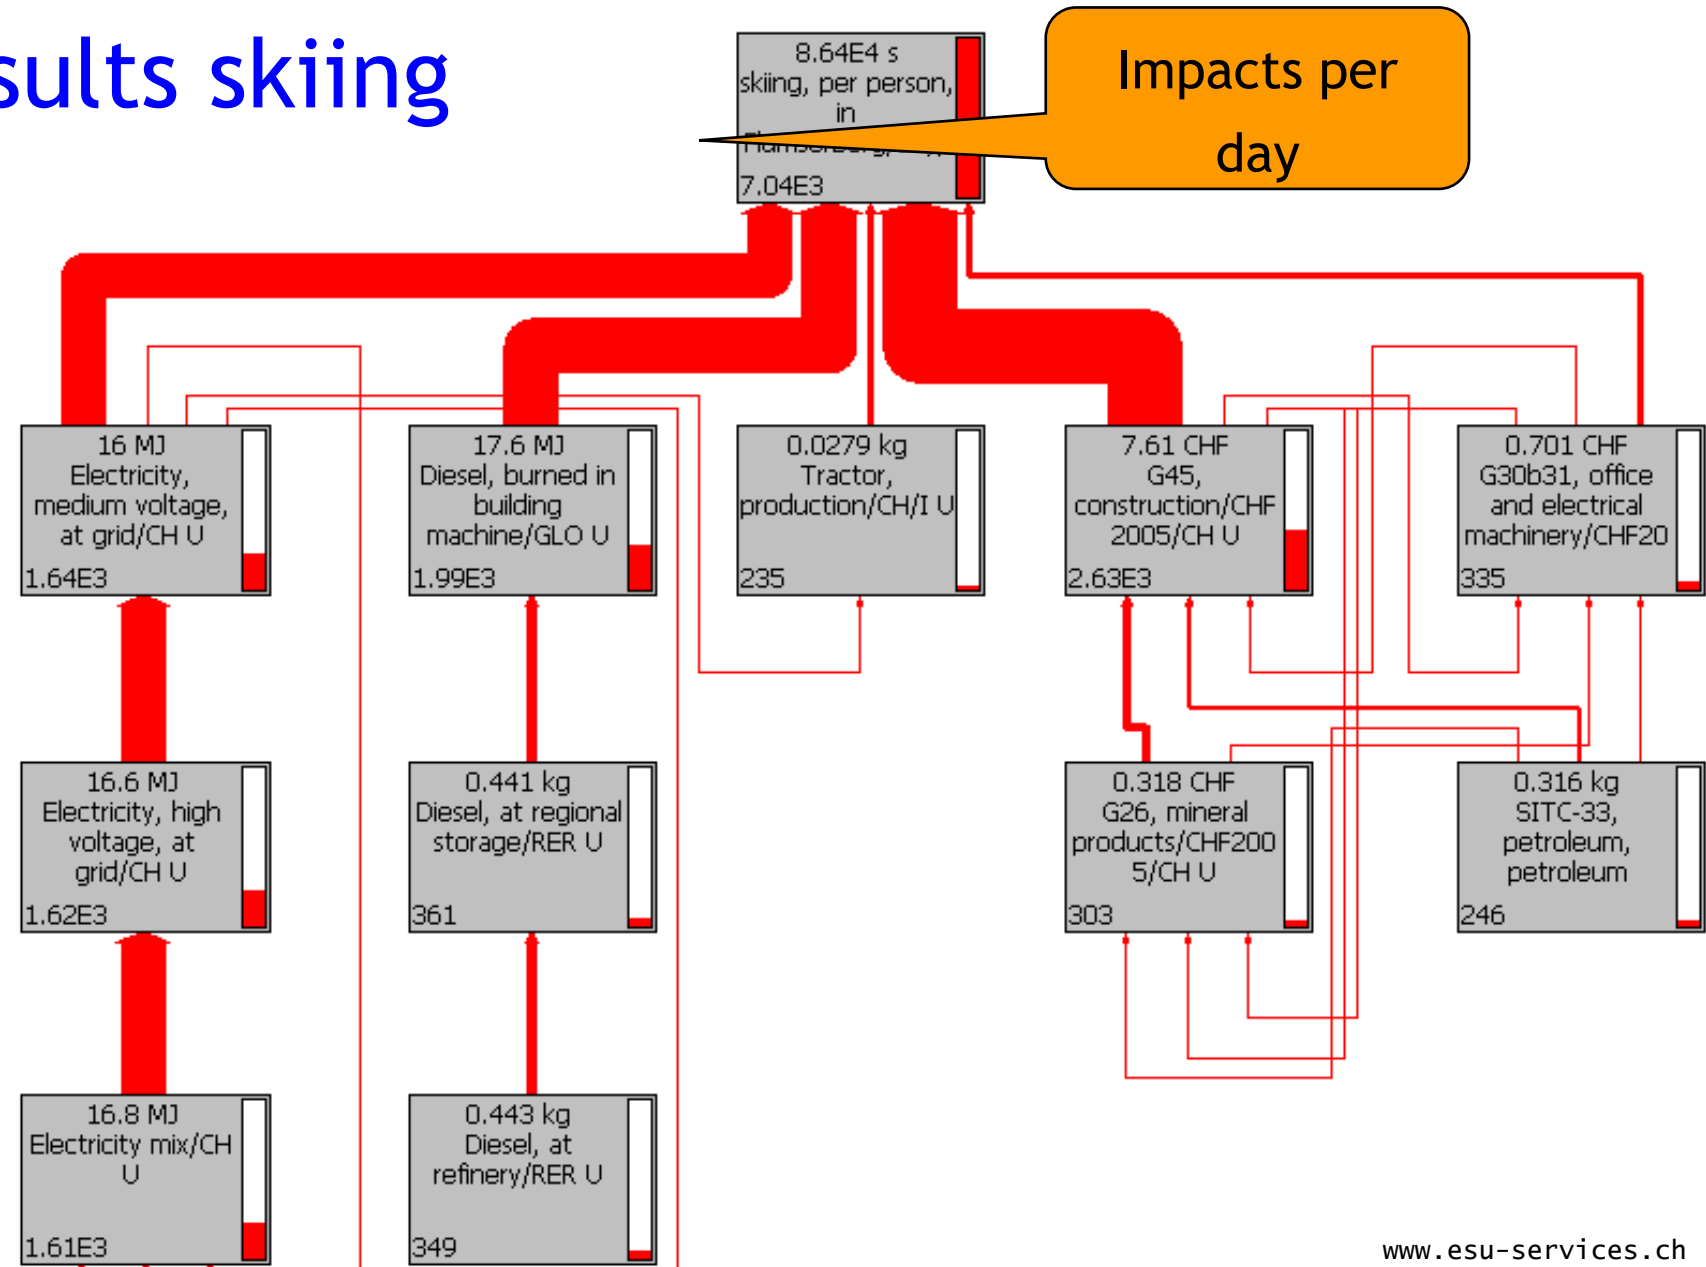 sults skiing
8.64E4 s
skiing, per person,
in
7.04E3
Impacts per
day
16 MJ
Electricity,
medium voltage,
at grid/CH U
1.64E3
17.6 MJ
Diesel, burned in
building
machine/GLO U
1.99E3
0.0279 kg
Tractor,
production/CH/I U
235
7.61 CHF
G45,
construction/CHF
2005/CH U
2.63E3
0.701 CHF
G30b31, office
and electrical
machinery/CHF20
335
16.6 MJ
Electricity, high
voltage, at
grid/CH U
1.62E3
0.441 kg
Diesel, at regional
storage/RER U
361
0.318 CHF
G26, mineral
products/CHF200
5/CH U
303
0.316 kg
SITC-33,
petroleum,
petroleum
246
16.8 MJ
Electricity mix/CH
U
1.61E3
0.443 kg
Diesel, at
refinery/RER U
349
www.esu-services.ch